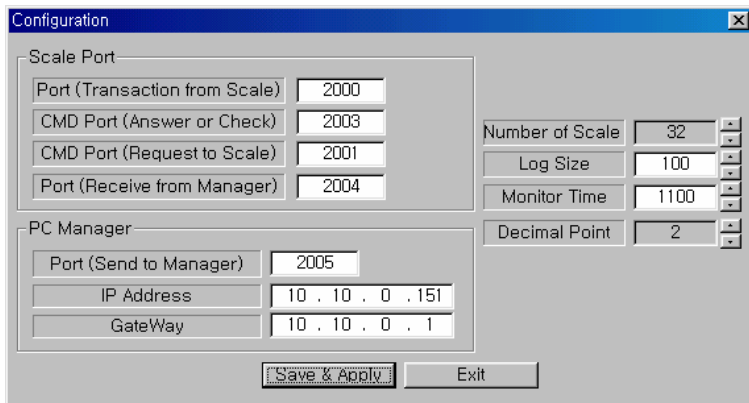 Configuration
Scale Port
Port (Transaction from Scale) 2000
CMD Port (Answer or Check) 2003
CMD Port (Request to Scale) 2001
Port (Receive from Manager) 2004
Number of Scale 32
Log Size 100
Monitor Time 1100
Decimal Point 2
PC Manager
Port (Send to Manager) 2005
IP Address 10 . 10 . 0 . 151
GateWay 10 . 10 . 0 . 1
Save & Apply Exit